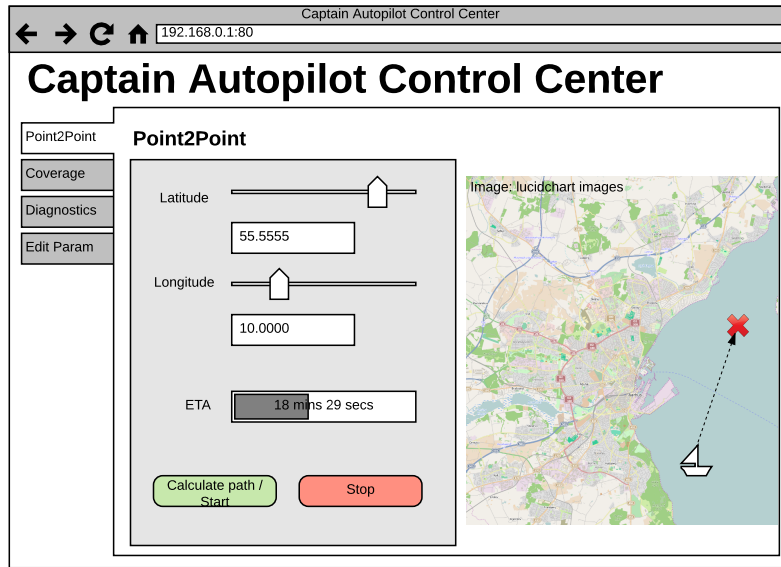 Captain Autopilot Control Center
192.168.0.1:80
Captain Autopilot Control Center
Point2Point
Coverage
Diagnostics
Edit Param
Point2Point
Latitude
55.5555
Longitude
10.0000
ETA
18 mins 29 secs
Calculate path /
Start
Stop
Image: lucidchart images